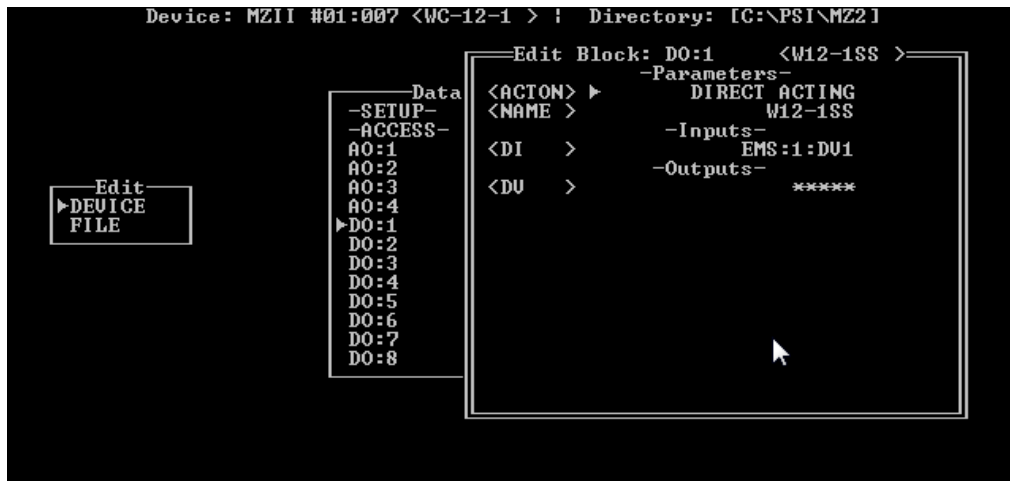 Device: MZII #01:007 <WC-12-1 > ¦ Directory: [C:\PSI\MZ2]
Edit
►DEVICE
FILE
Data
-SETUP-
-ACCESS-
AO:1
AO:2
AO:3
AO:4
►DO:1
DO:2
DO:3
DO:4
DO:5
DO:6
DO:7
DO:8
Edit Block: DO:1 <W12-1SS >
-Parameters-
<ACTON> ► DIRECT ACTING
<NAME > W12-1SS
-Inputs-
<DI > EMS:1:DV1
-Outputs-
<DV > *****